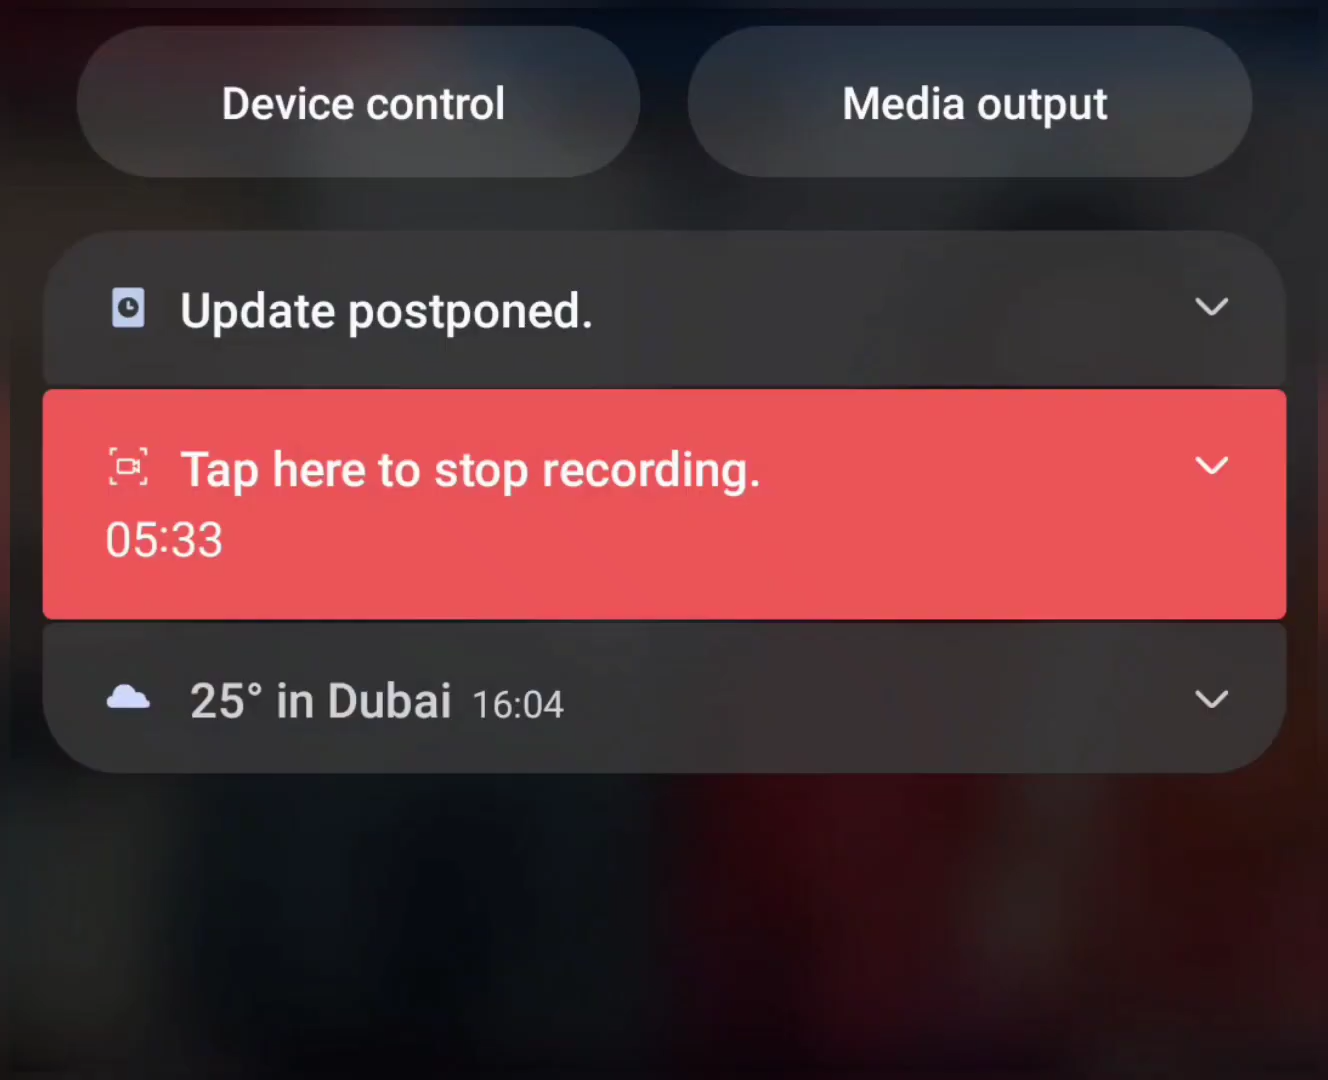 Device control
Media output
Update postponed.
Tap here to stop recording.
05:33
25° in Dubai 16:04